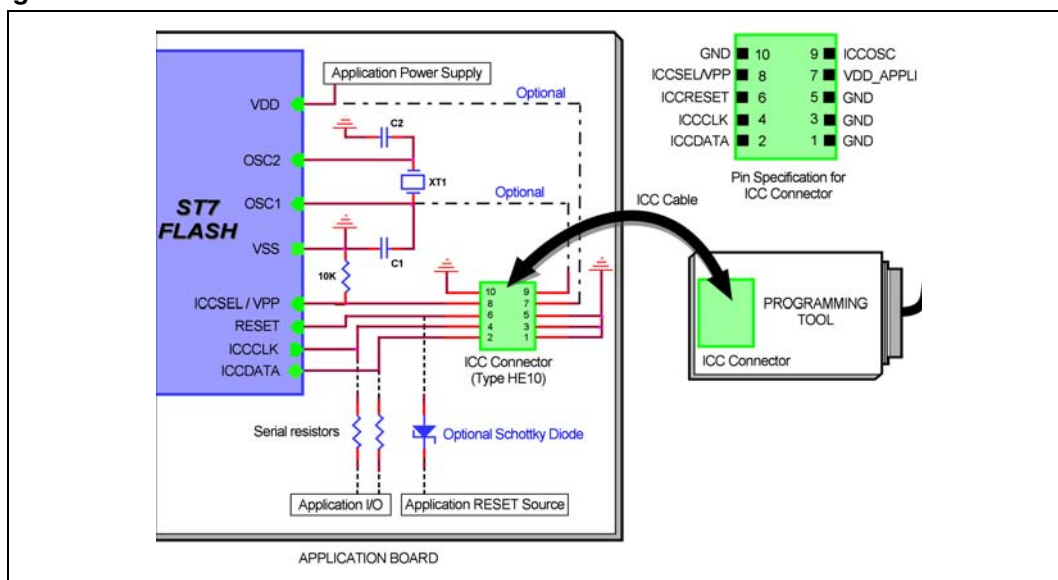 Application Power Supply
Optional
VDD
C2
OSC2
XT1
OSC1
Optional
ST7
FLASH
VSS
C1
10K
ICCSEL / VPP
RESET
ICCCLK
ICCDATA
10 9
8 7
6 5
4 3
2 1
ICC Connector
(Type HE10)
Serial resistors
Optional Schottky Diode
Application I/O
Application RESET Source
APPLICATION BOARD
GND 10 9 ICCOSC
ICCSEL/VPP 8 7 VDD_APPLI
ICCRESET 6 5 GND
ICCCLK 4 3 GND
ICCDATA 2 1 GND
Pin Specification for
ICC Connector
ICC Cable
PROGRAMMING
TOOL
ICC Connector